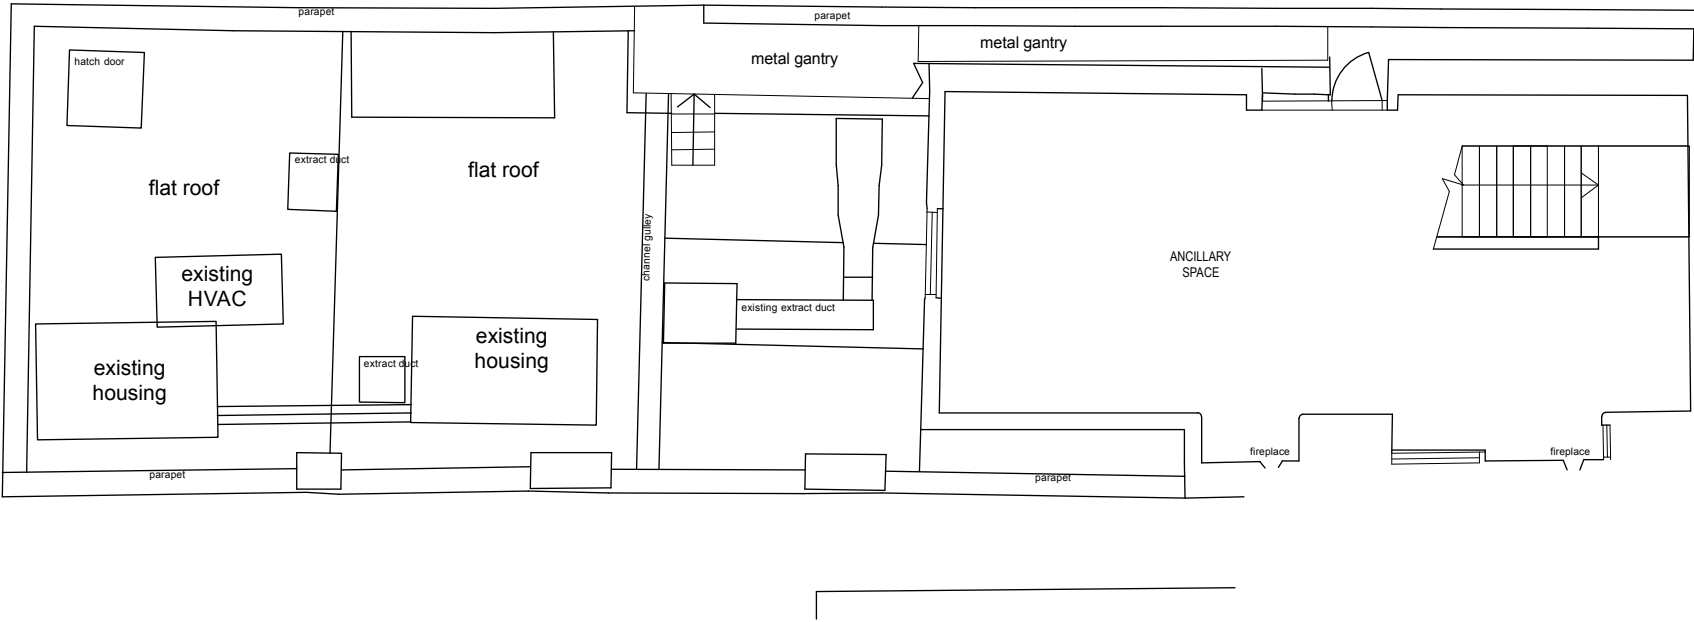 parapet
parapet
metal gantry
metal gantry
hatch door
extract duct
flat roof
flat roof
channel gulley
ANCILLARY
SPACE
existing
HVAC
existing extract duct
existing
housing
extract duct
existing
housing
fireplace
fireplace
parapet
parapet